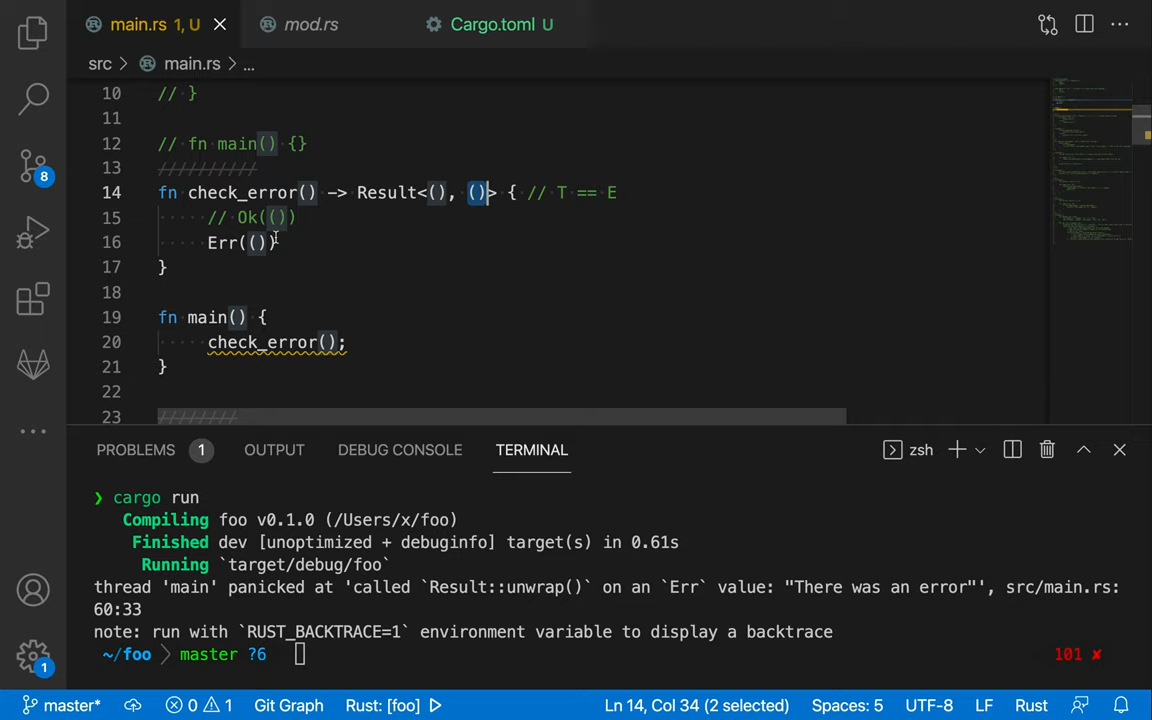 main.rs 1, U
mod.rs
Cargo.toml U
src > main.rs > ...
10 // }
11
12 // fn main() {}
13 //////////
14 fn check_error() -> Result<(), ()> { // T == E
15 // Ok(())
16 Err(())
17 }
18
19 fn main() {
20 check_error();
21 }
22
23 ////////
8
PROBLEMS 1 OUTPUT DEBUG CONSOLE TERMINAL zsh
❯ cargo run
Compiling foo v0.1.0 (/Users/x/foo)
Finished dev [unoptimized + debuginfo] target(s) in 0.61s
Running `target/debug/foo`
thread 'main' panicked at 'called `Result::unwrap()` on an `Err` value: "There was an error"', src/main.rs:
60:33
note: run with `RUST_BACKTRACE=1` environment variable to display a backtrace
~/foo master ?6 101 ✘
1
master* 0 1 Git Graph Rust: [foo] Ln 14, Col 34 (2 selected) Spaces: 5 UTF-8 LF Rust